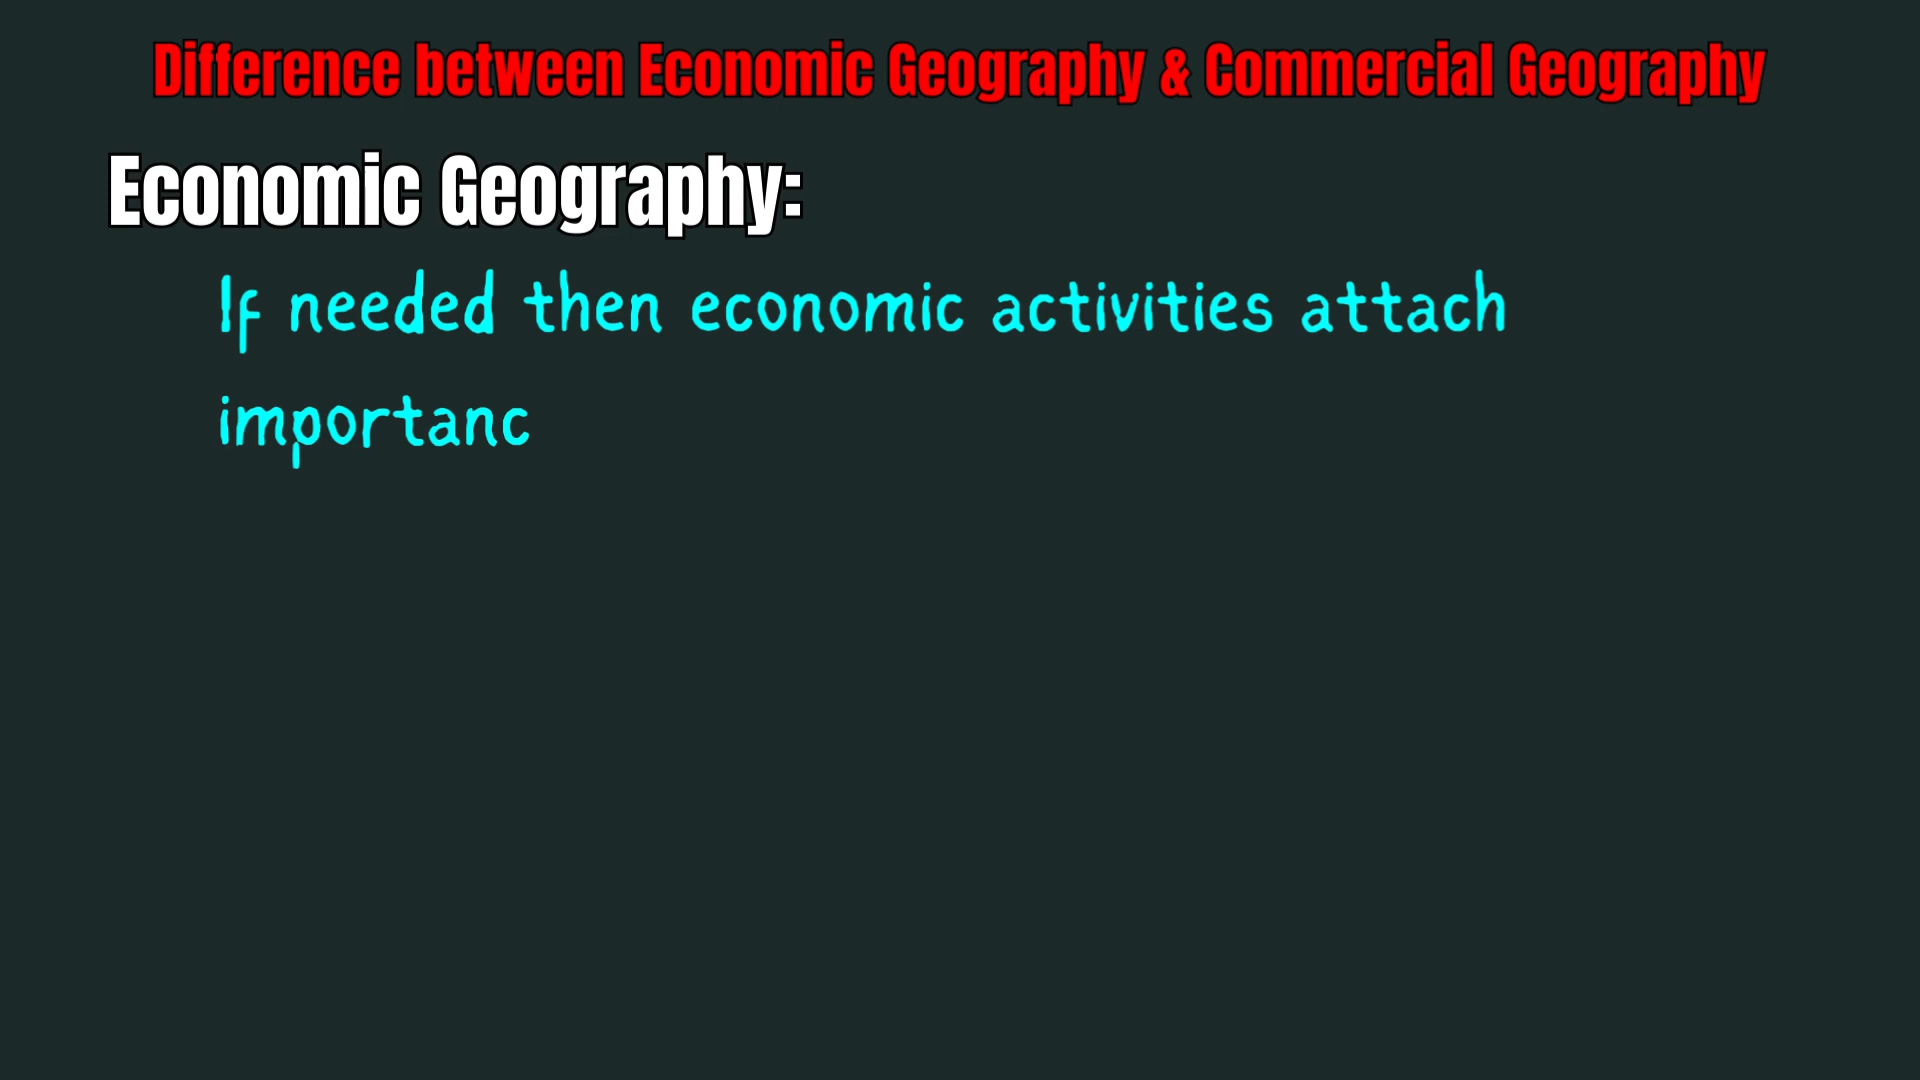 Difference between Economic Geography & Commercial Geography
Economic Geography:
If needed then economic activities attach
importanc